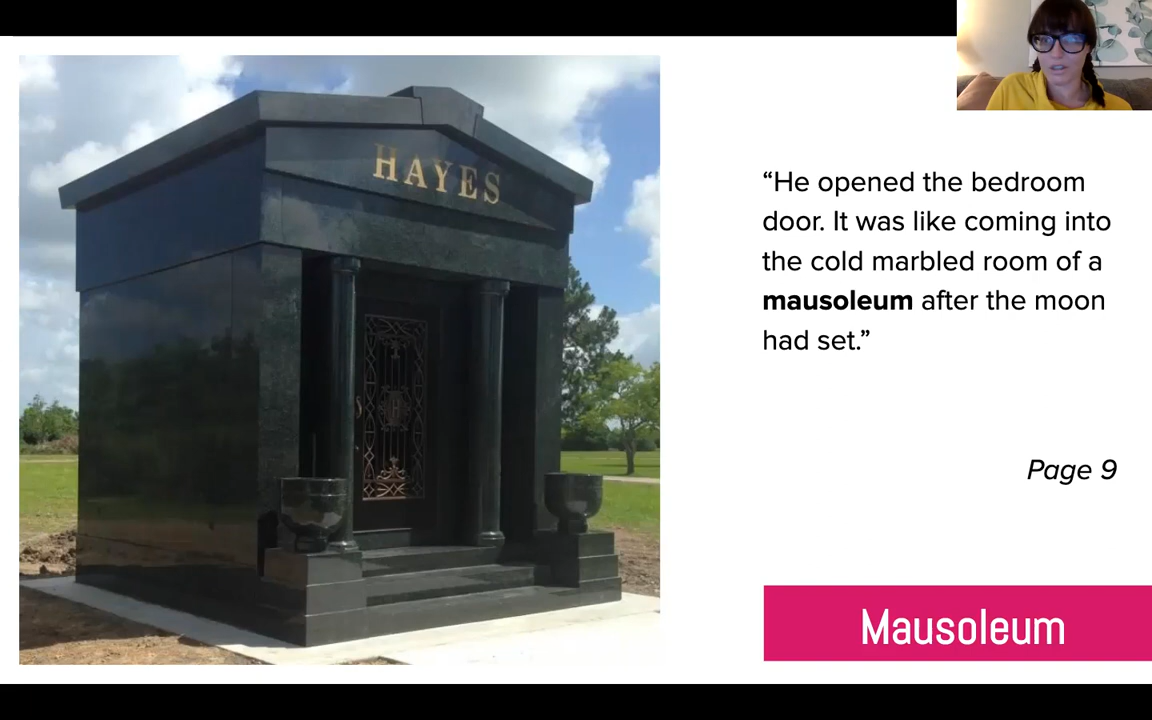 HAYES
“He opened the bedroom
door. It was like coming into
the cold marbled room of a
mausoleum after the moon
had set.”
Page 9
Mausoleum